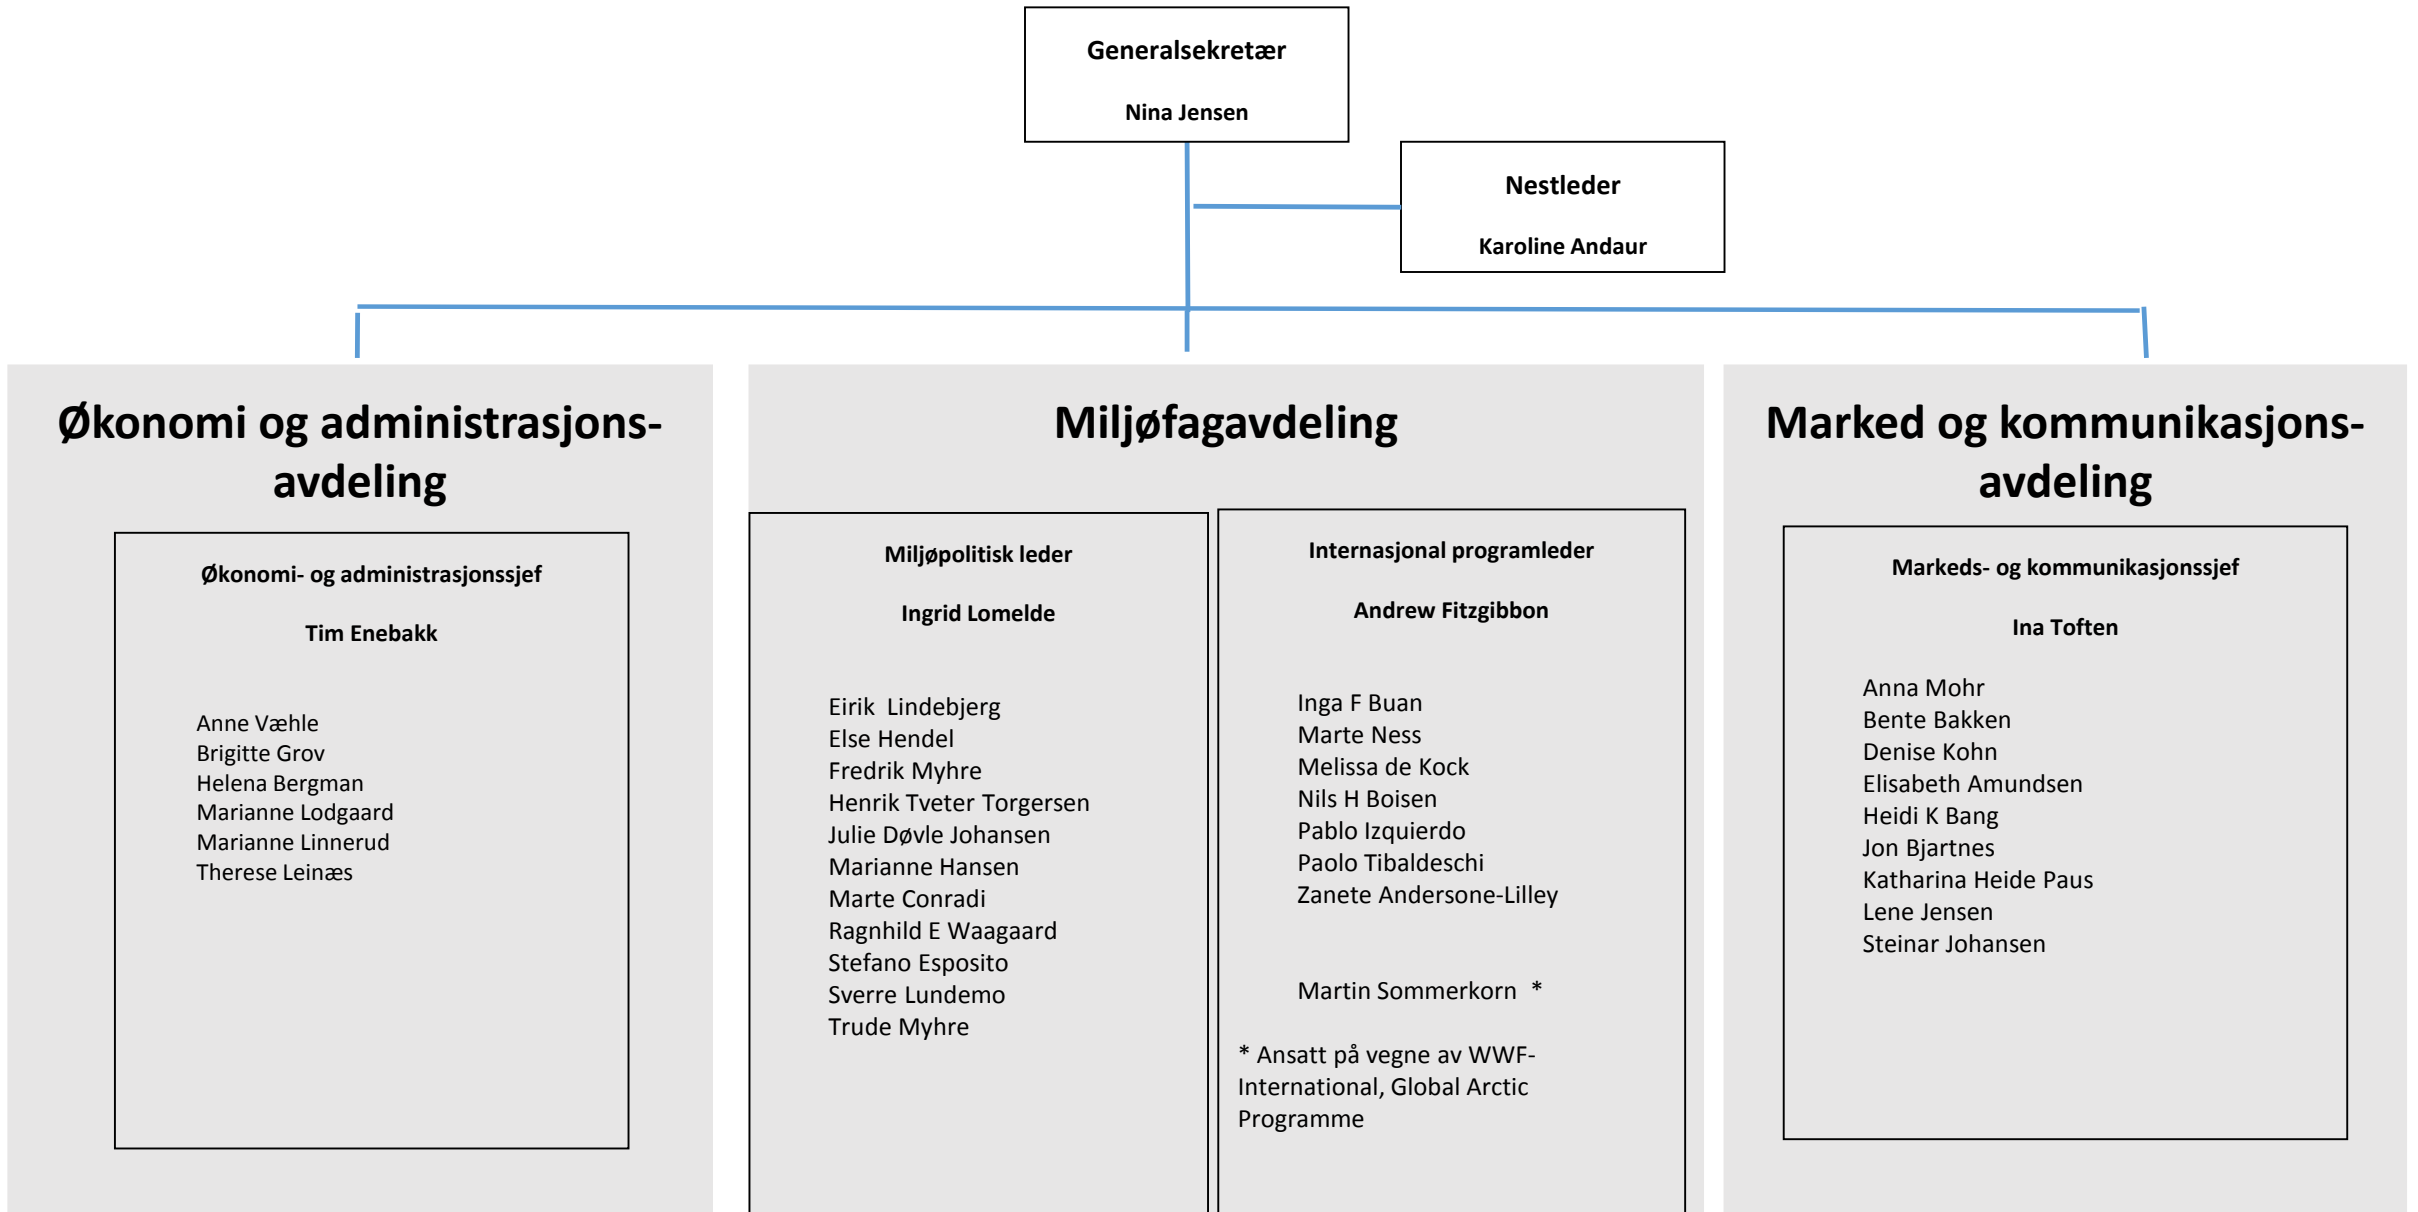 Generalsekretær
Nina Jensen
Nestleder
Karoline Andaur
Økonomi og administrasjons-
avdeling
Økonomi- og administrasjonssjef
Tim Enebakk
Anne Væhle
Brigitte Grov
Helena Bergman
Marianne Lodgaard
Marianne Linnerud
Therese Leinæs
Miljøfagavdeling
Miljøpolitisk leder
Ingrid Lomelde
Eirik  Lindebjerg
Else Hendel
Fredrik Myhre
Henrik Tveter Torgersen
Julie Døvle Johansen
Marianne Hansen
Marte Conradi
Ragnhild E Waagaard
Stefano Esposito
Sverre Lundemo
Trude Myhre
Internasjonal programleder
Andrew Fitzgibbon
Inga F Buan
Marte Ness
Melissa de Kock
Nils H Boisen
Pablo Izquierdo
Paolo Tibaldeschi
Zanete Andersone-Lilley
Martin Sommerkorn  *
* Ansatt på vegne av WWF-
International, Global Arctic
Programme
Marked og kommunikasjons-
avdeling
Markeds- og kommunikasjonssjef
Ina Toften
Anna Mohr
Bente Bakken
Denise Kohn
Elisabeth Amundsen
Heidi K Bang
Jon Bjartnes
Katharina Heide Paus
Lene Jensen
Steinar Johansen